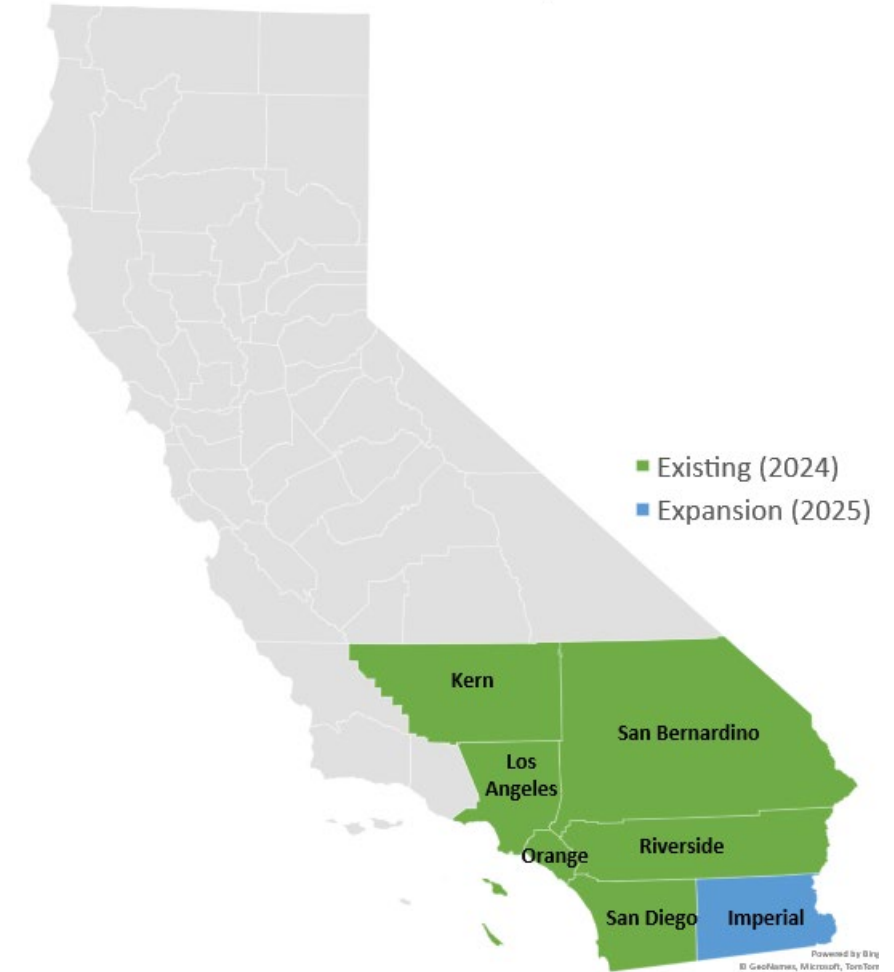 Existing (2024)
Expansion (2025)
Kern
San Bernardino
Los
Angeles
Orange
Riverside
San Diego
Imperial
Powered by Bing
© GeoNames, Microsoft, TomTom